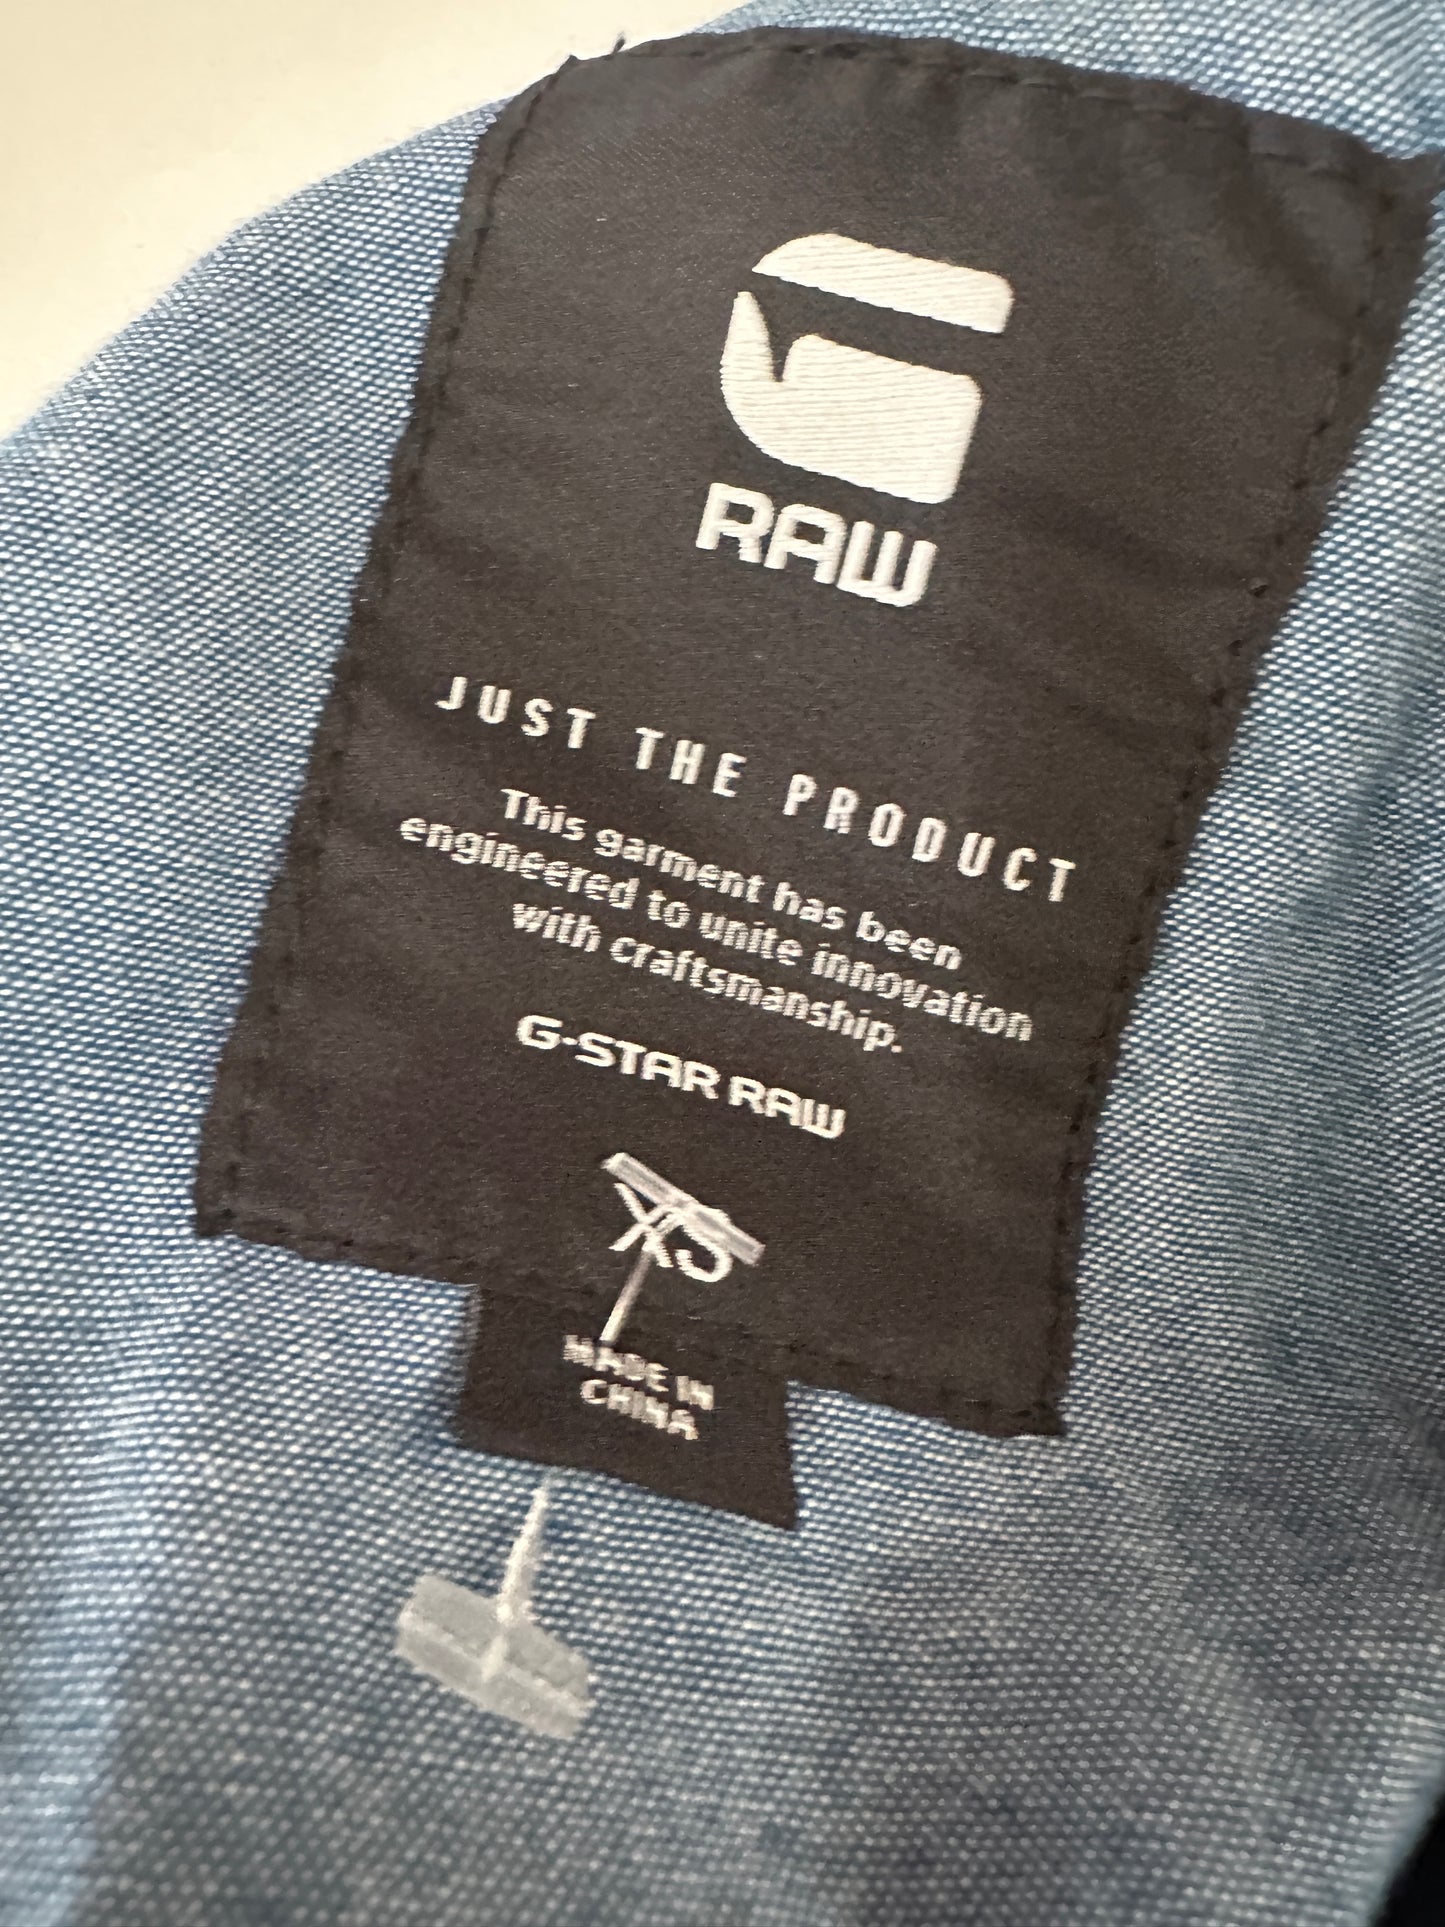 G
RAW
JUST THE PRODUCT
This garment has been
engineered to unite innovation
with craftsmanship.
G-STAR RAW
XS
MADE IN
CHINA